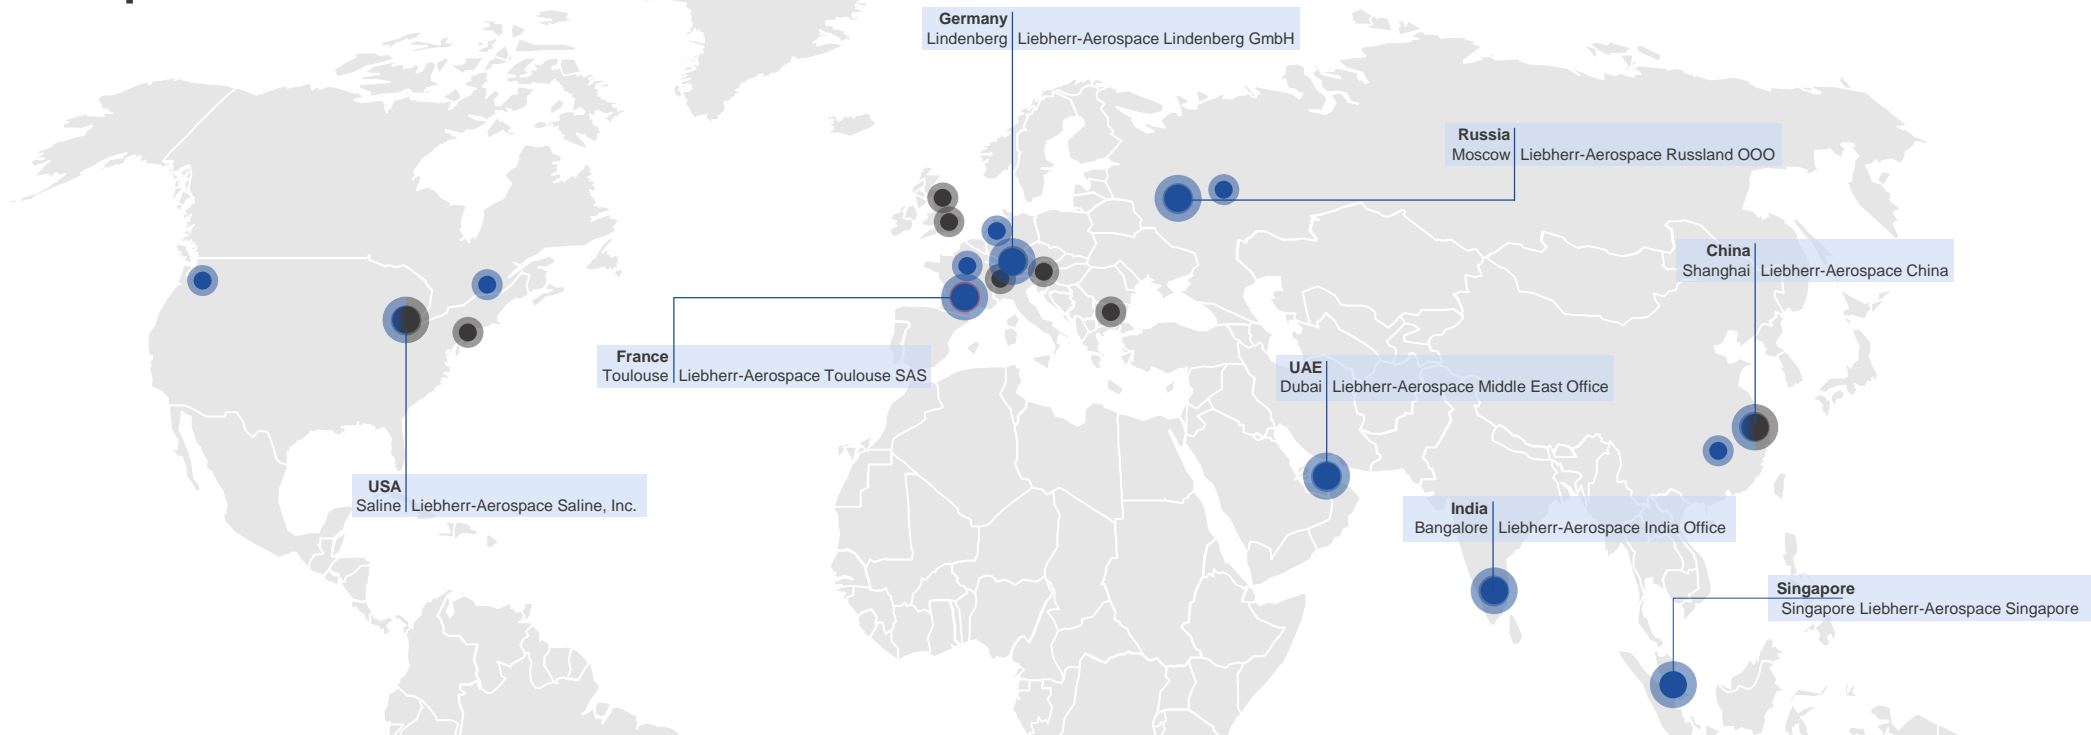 Germany
Lindenberg Liebherr-Aerospace Lindenberg GmbH
Russia
Moscow Liebherr-Aerospace Russland OOO
China
Shanghai Liebherr-Aerospace China
France
Toulouse Liebherr-Aerospace Toulouse SAS
UAE
Dubai Liebherr-Aerospace Middle East Office
USA
Saline Liebherr-Aerospace Saline, Inc.
India
Bangalore Liebherr-Aerospace India Office
Singapore
Singapore Liebherr-Aerospace Singapore